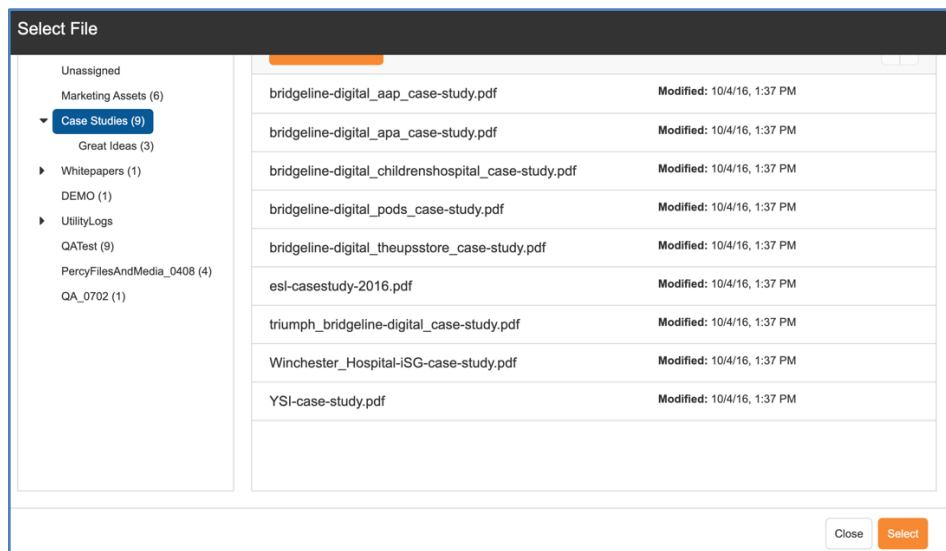 Select File
Unassigned
Marketing Assets (6)
Case Studies (9)
Great Ideas (3)
Whitepapers (1)
DEMO (1)
UtilityLogs
QATest (9)
PercyFilesAndMedia_0408 (4)
QA_0702 (1)
bridgeline-digital_aap_case-study.pdf Modified: 10/4/16, 1:37 PM
bridgeline-digital_apa_case-study.pdf Modified: 10/4/16, 1:37 PM
bridgeline-digital_childrenshospital_case-study.pdf Modified: 10/4/16, 1:37 PM
bridgeline-digital_pods_case-study.pdf Modified: 10/4/16, 1:37 PM
bridgeline-digital_theupsstore_case-study.pdf Modified: 10/4/16, 1:37 PM
esl-casestudy-2016.pdf Modified: 10/4/16, 1:37 PM
triumph_bridgeline-digital_case-study.pdf Modified: 10/4/16, 1:37 PM
Winchester_Hospital-iSG-case-study.pdf Modified: 10/4/16, 1:37 PM
YSI-case-study.pdf Modified: 10/4/16, 1:37 PM
Close Select